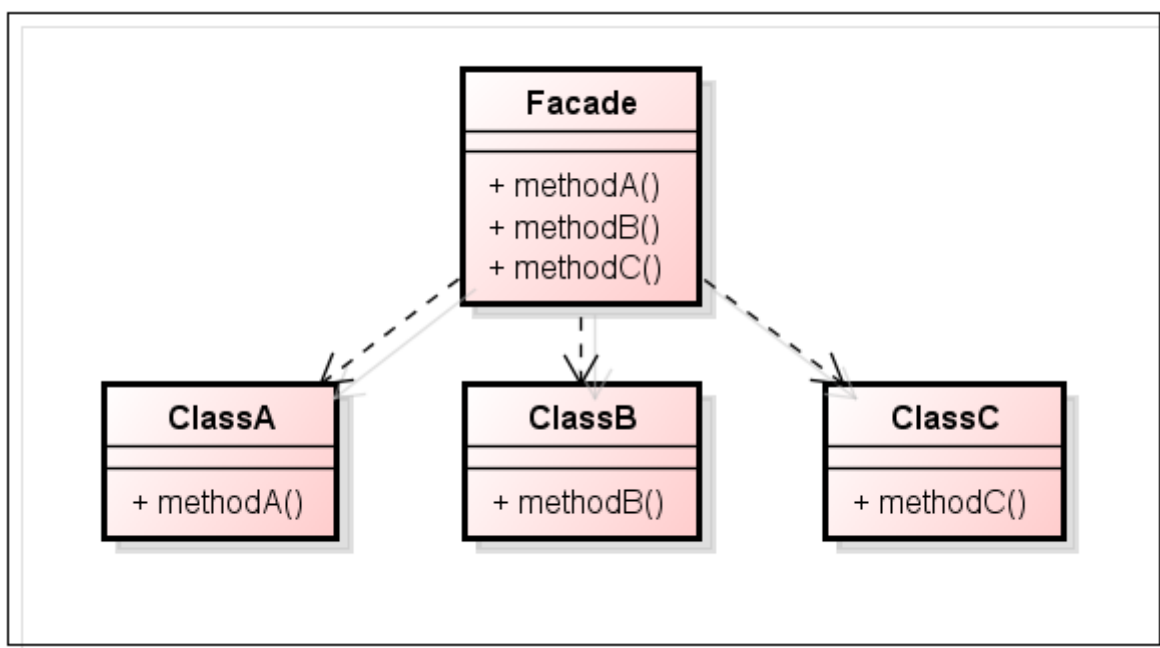 Facade
+ methodA()
+ methodB()
+ methodC()
ClassA
+ methodA()
ClassB
+ methodB()
ClassC
+ methodC()